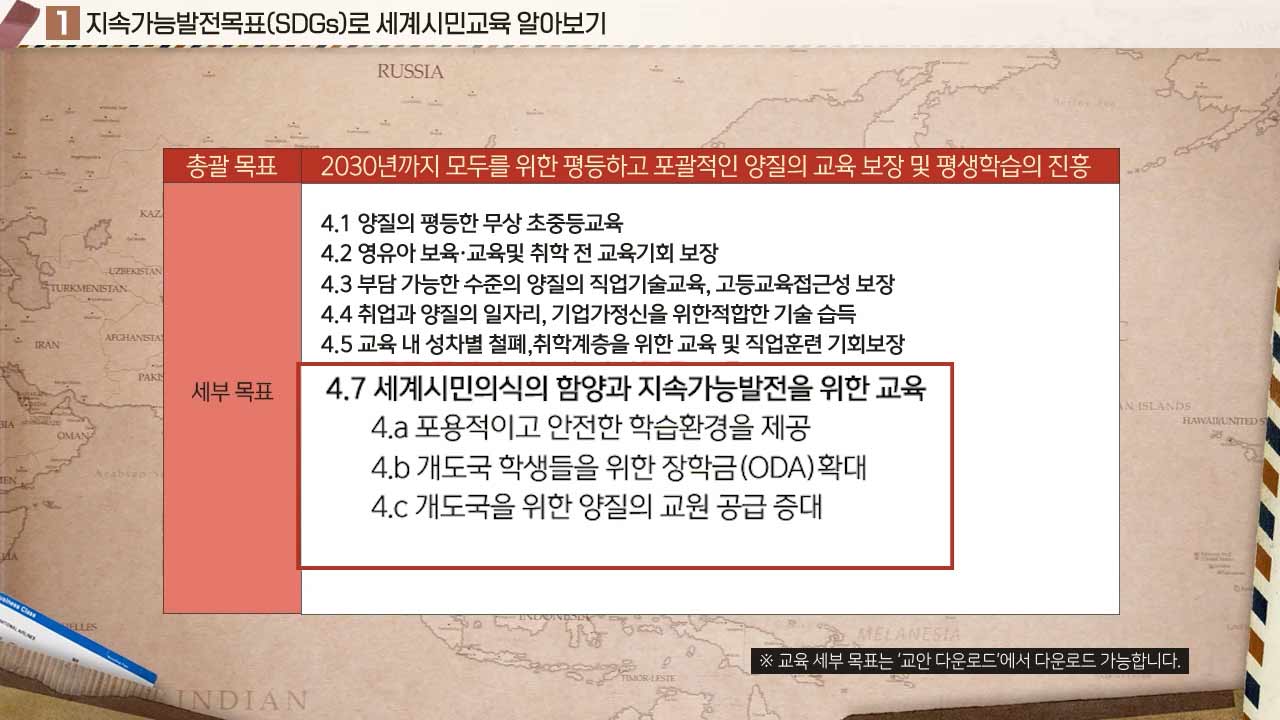 1 지속가능발전목표(SDGs)로 세계시민교육 알아보기
RUSSIA
총괄 목표 2030년까지 모두를 위한 평등하고 포괄적인 양질의 교육 보장 및 평생학습의 진흥
4.1 양질의 평등한 무상 초중등교육
4.2 영유아 보육·교육및 취학 전 교육기회 보장
4.3 부담 가능한 수준의 양질의 직업기술교육, 고등교육접근성 보장
4.4 취업과 양질의 일자리, 기업가정신을 위한적합한 기술 습득
4.5 교육 내 성차별 철폐,취학계층을 위한 교육 및 직업훈련 기회보장
세부 목표
4.7 세계시민의식의 함양과 지속가능발전을 위한 교육
4.a 포용적이고 안전한 학습환경을 제공
4.b 개도국 학생들을 위한 장학금(ODA)확대
4.c 개도국을 위한 양질의 교원 공급 증대
UZBEKISTAN
TURKMENISTAN
AFGHANISTAN
IRAN
OMAN
HAWAII(UNITED
Business Class
INDONESIA
MELANESIA
TIMOR-LESTE
INDIAN
※ 교육 세부 목표는 '교안 다운로드'에서 다운로드 가능합니다.